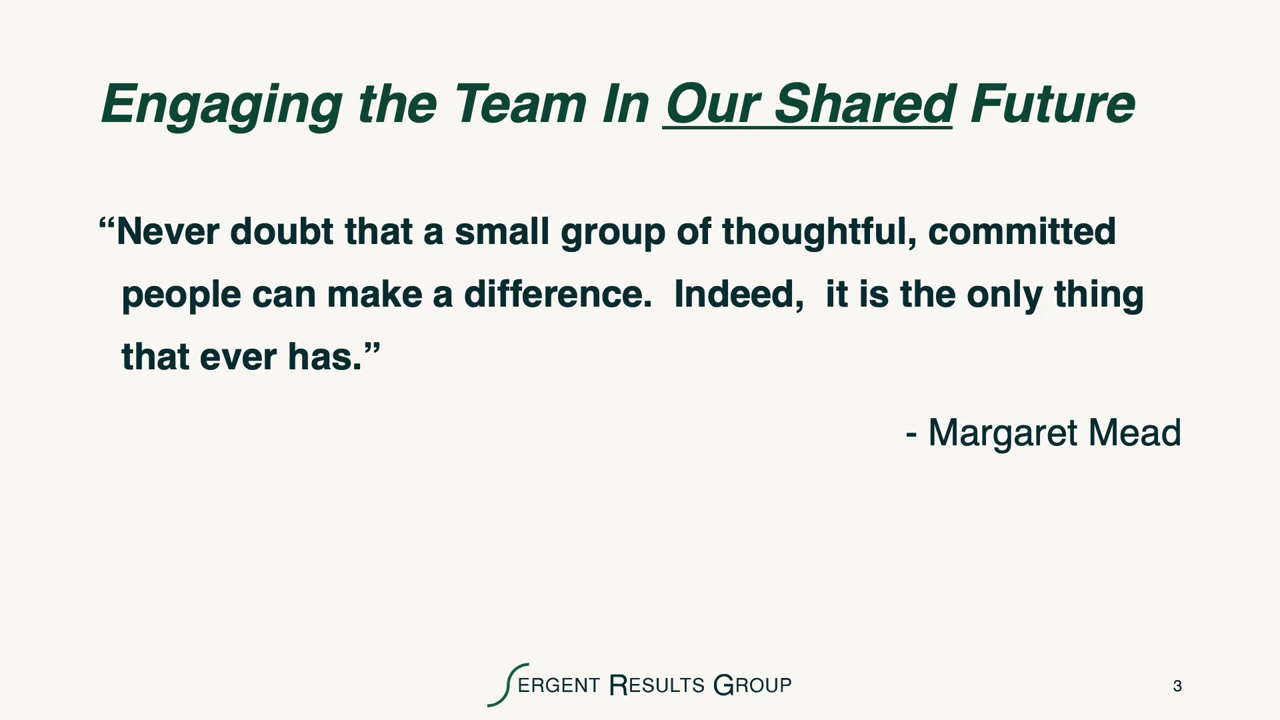 Engaging the Team In Our Shared Future
“Never doubt that a small group of thoughtful, committed
people can make a difference.  Indeed,  it is the only thing
that ever has.”
- Margaret Mead
SERGENT RESULTS GROUP
3